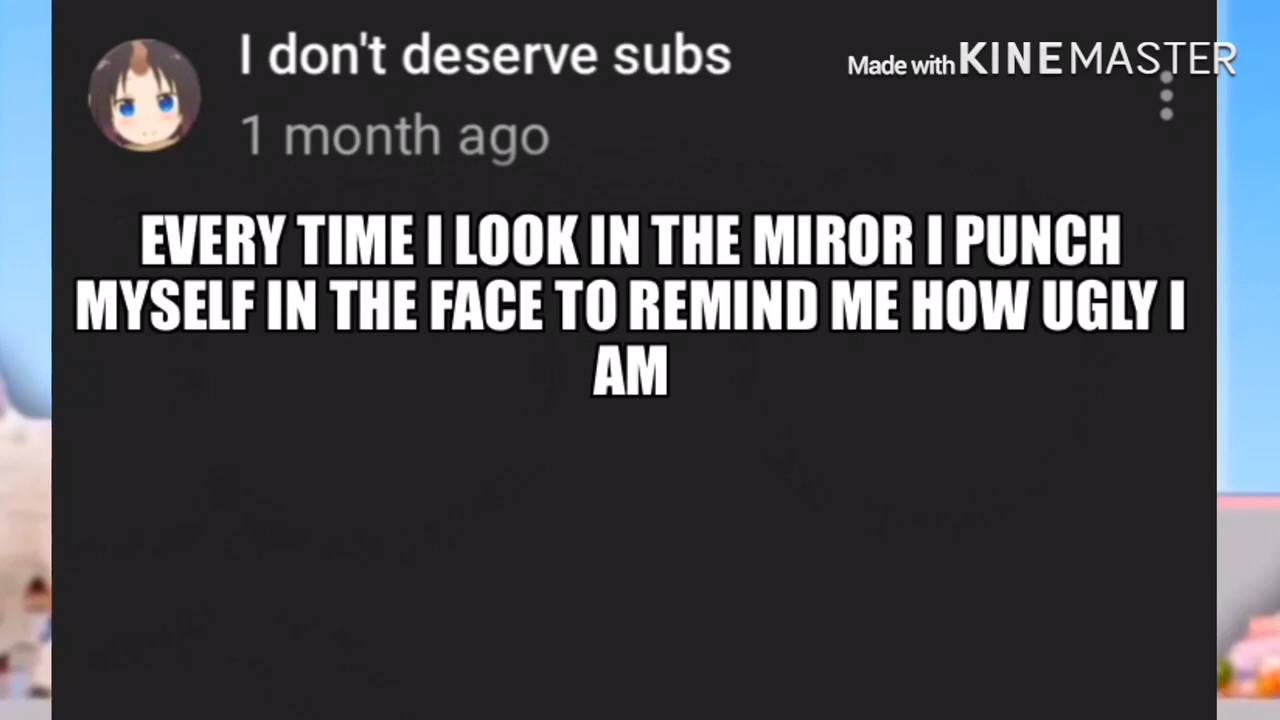 I don't deserve subs
Made with KINEMASTER
1 month ago
EVERY TIME I LOOK IN THE MIROR I PUNCH
MYSELF IN THE FACE TO REMIND ME HOW UGLY I
AM